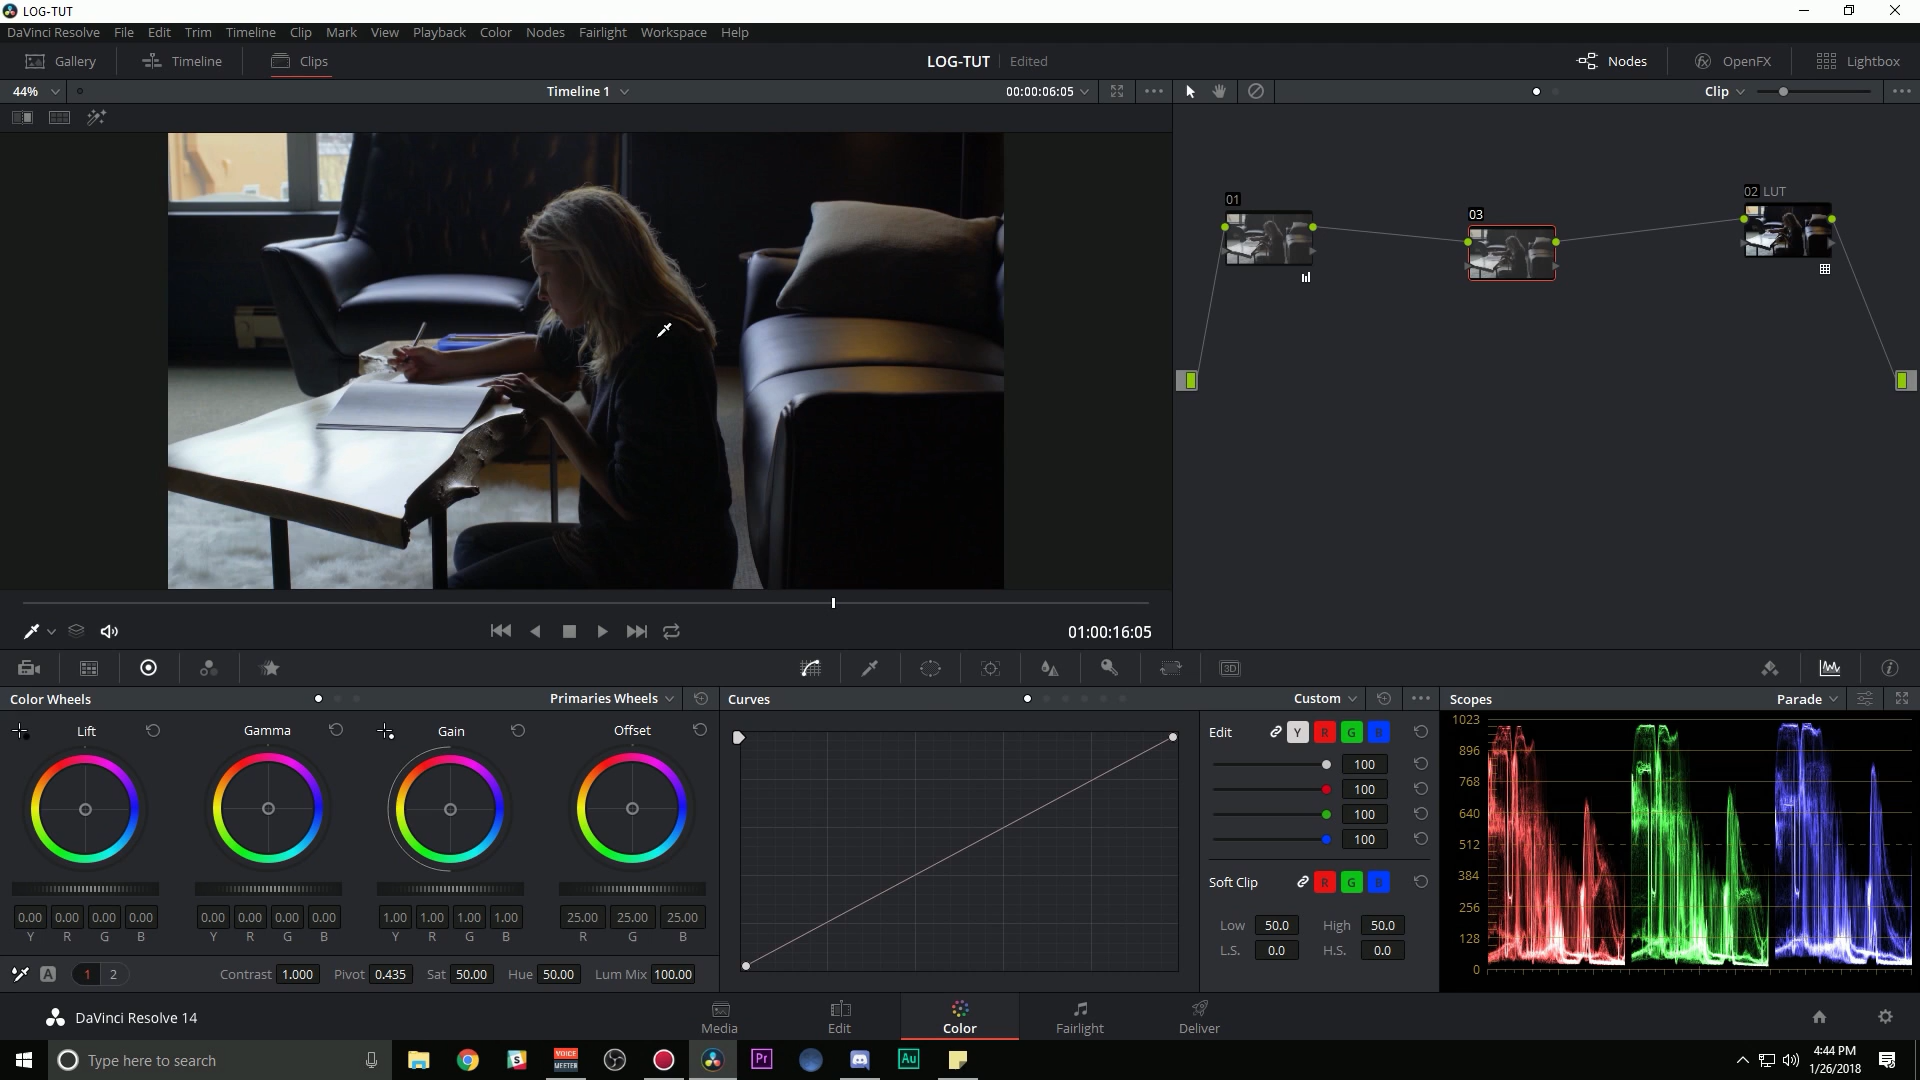 LOG-TUT
DaVinci Resolve File Edit Trim Timeline Clip Mark View Playback Color Nodes Fairlight Workspace Help
Gallery Timeline Clips LOG-TUT Edited Nodes OpenFX Lightbox
44% Timeline 1 00:00:06:05 Clip
01
03
02 LUT
01:00:16:05
3D
Color Wheels Primaries Wheels Curves Custom Scopes Parade
Lift Gamma Gain Offset
0.00 0.00 0.00 0.00 0.00 0.00 0.00 0.00 1.00 1.00 1.00 1.00 25.00 25.00 25.00
Y R G B Y R G B Y R G B R G B
A 1 2 Contrast 1.000 Pivot 0.435 Sat 50.00 Hue 50.00 Lum Mix 100.00
Edit Y R G B
100
100
100
100
Soft Clip R G B
Low 50.0 High 50.0
L.S. 0.0 H.S. 0.0
1023
896
768
640
512
384
256
128
0
DaVinci Resolve 14
Media Edit Color Fairlight Deliver
Type here to search
VOICE
MEETER
Pr
Au
4:44 PM
1/26/2018